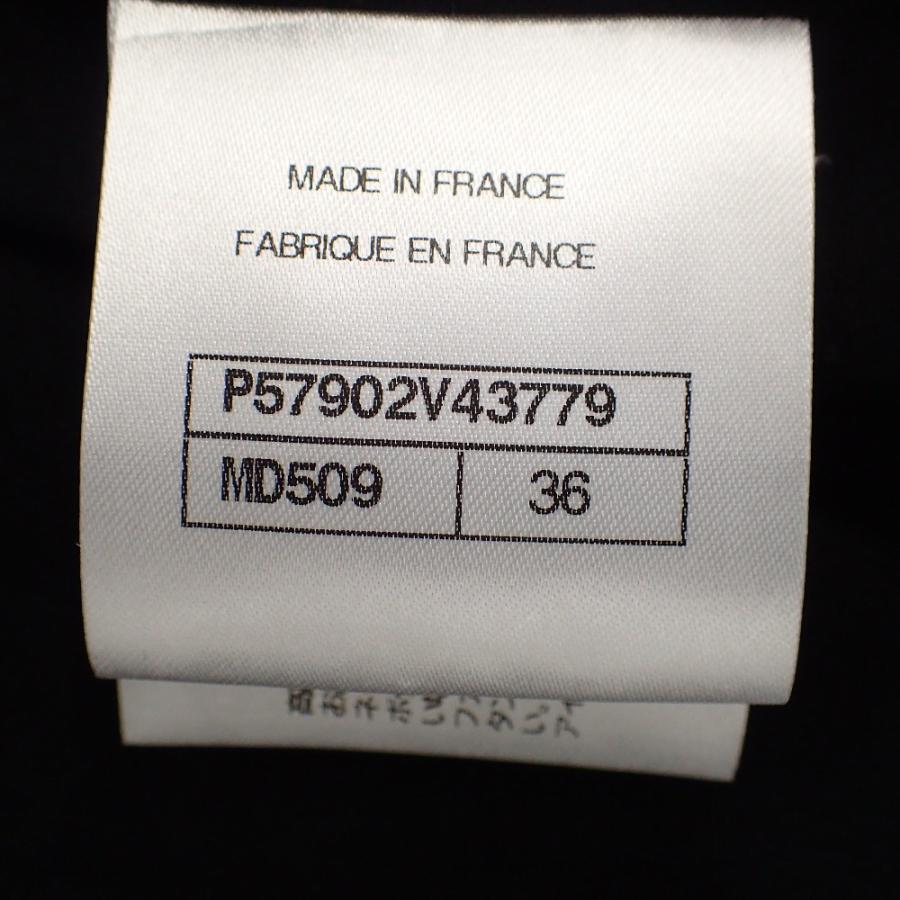 MADE IN FRANCE
FABRIQUE EN FRANCE
P57902V43779
MD509 36